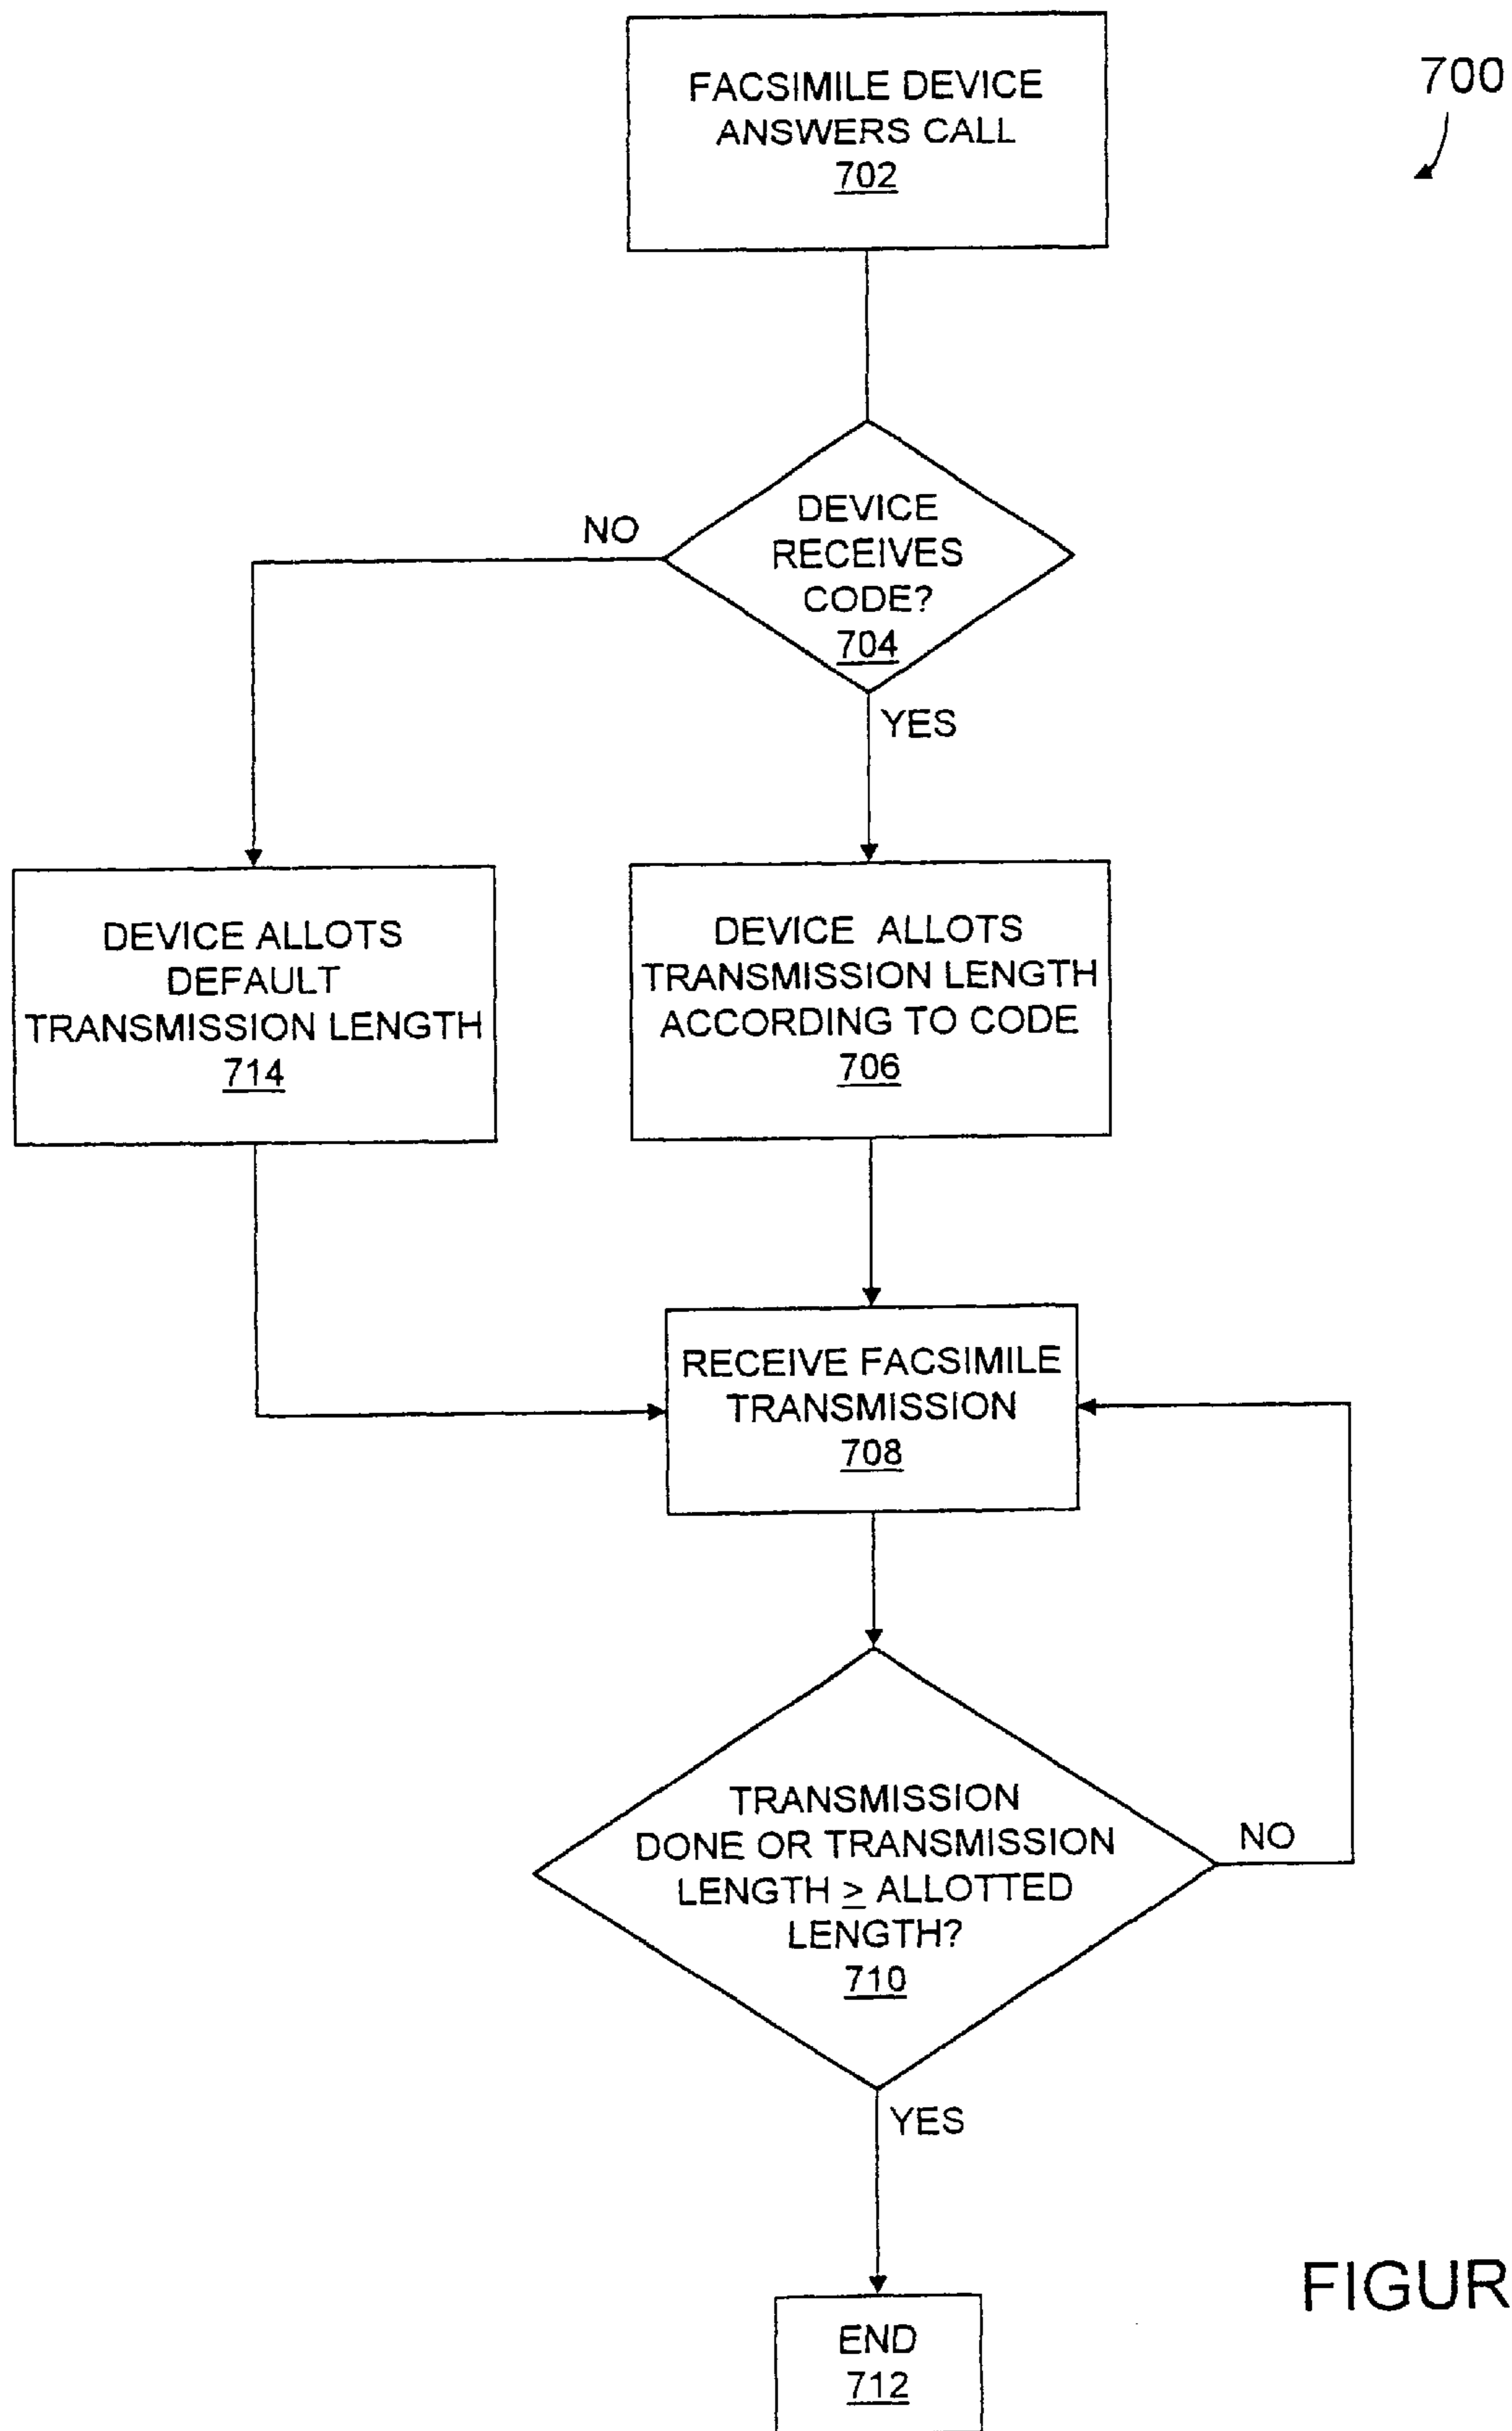 FACSIMILE DEVICE
ANSWERS CALL
702
700
DEVICE
RECEIVES
CODE?
704
NO
YES
DEVICE ALLOTS
DEFAULT
TRANSMISSION LENGTH
714
DEVICE ALLOTS
TRANSMISSION LENGTH
ACCORDING TO CODE
706
RECEIVE FACSIMILE
TRANSMISSION
708
TRANSMISSION
DONE OR TRANSMISSION
LENGTH ≥ ALLOTTED
LENGTH?
710
NO
YES
END
712
FIGUR